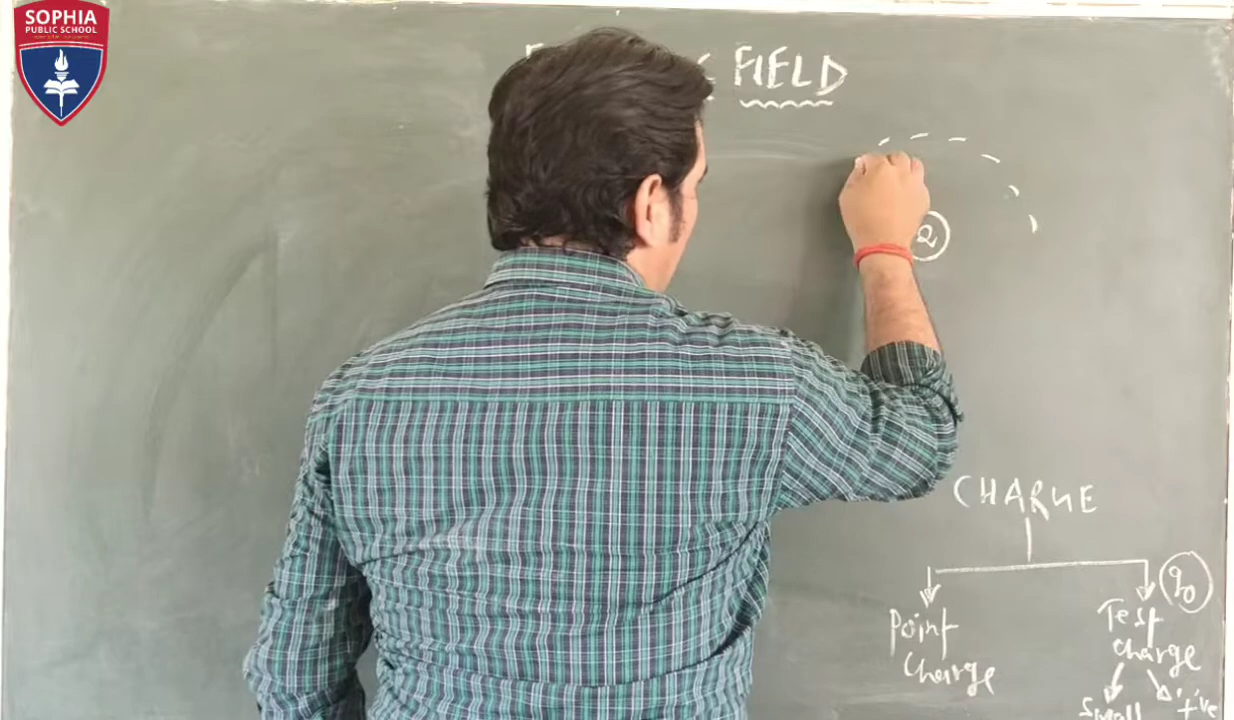 SOPHIA
PUBLIC SCHOOL
FIELD
Q
CHARGE
q0
Point
Charge
Test
charge
small
+'ve